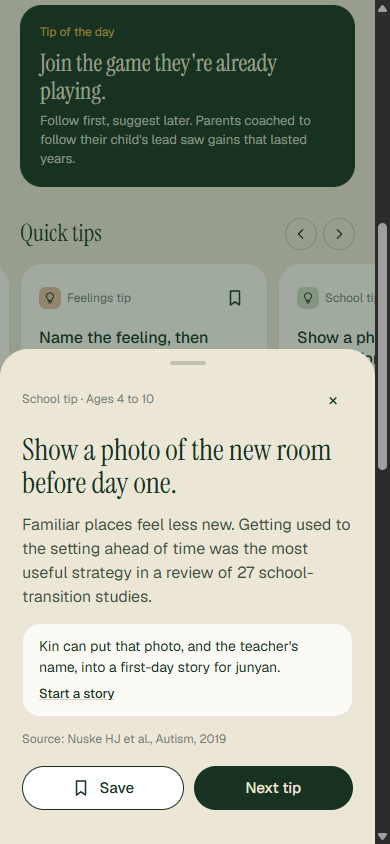 Tip of the day
Join the game they're already
playing.
Follow first, suggest later. Parents coached to
follow their child's lead saw gains that lasted
years.
Quick tips
Feelings tip
School ti
Name the feeling, then
Show a ph
School tip · Ages 4 to 10
×
Show a photo of the new room
before day one.
Familiar places feel less new. Getting used to
the setting ahead of time was the most
useful strategy in a review of 27 school-
transition studies.
Kin can put that photo, and the teacher's
name, into a first-day story for junyan.
Start a story
Source: Nuske HJ et al., Autism, 2019
Save
Next tip